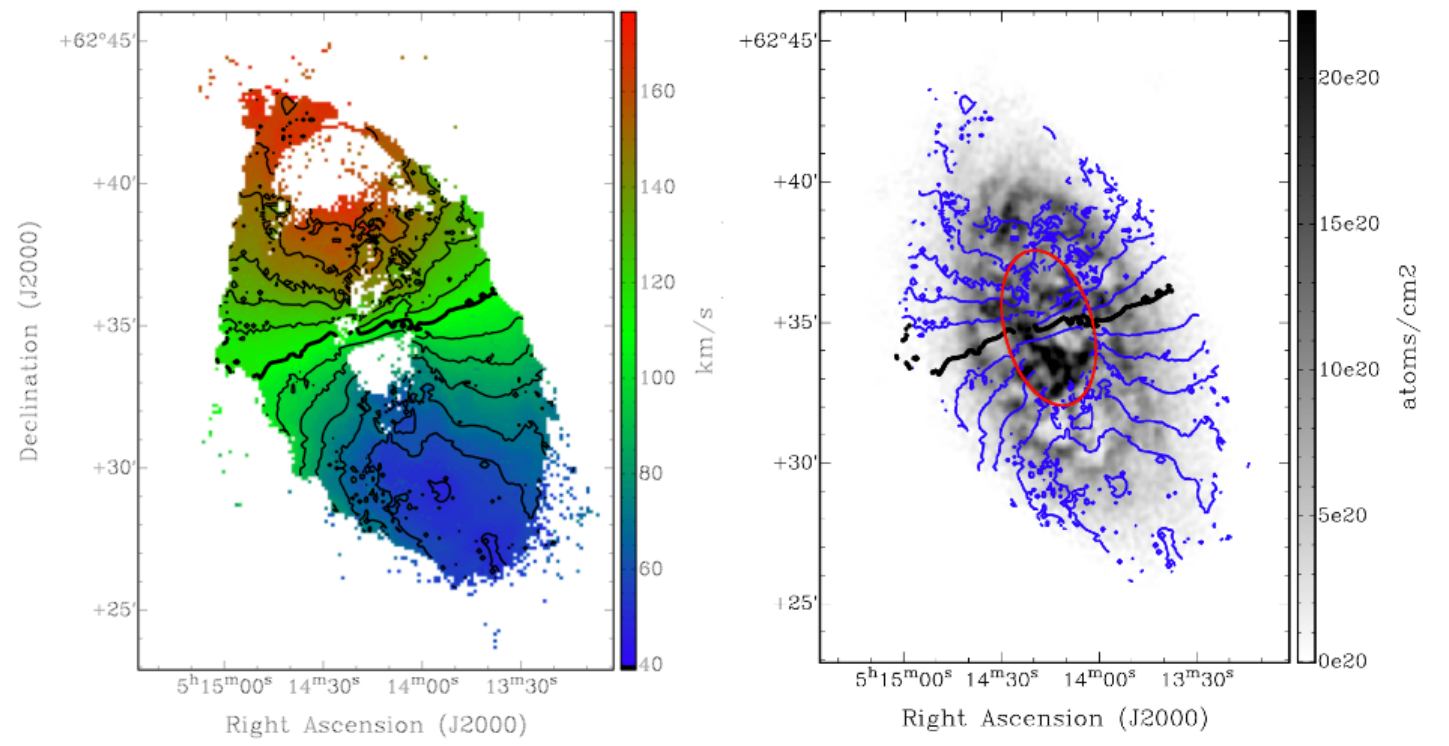 +62°45′
+40′
+35′
+30′
+25′
Declination (J2000)
5ʰ15ᵐ00ˢ 14ᵐ30ˢ 14ᵐ00ˢ 13ᵐ30ˢ
Right Ascension (J2000)
160
140
120
100
80
60
40
km/s
+62°45′
+40′
+35′
+30′
+25′
5ʰ15ᵐ00ˢ 14ᵐ30ˢ 14ᵐ00ˢ 13ᵐ30ˢ
Right Ascension (J2000)
20e20
15e20
10e20
5e20
0e20
atoms/cm2